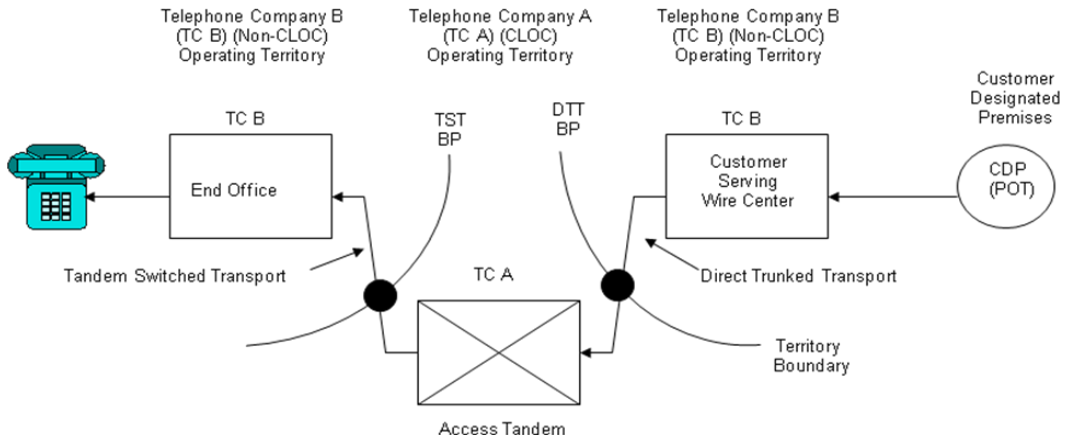 Telephone Company B
(TC B) (Non-CLOC)
Operating Territory
Telephone Company A
(TC A) (CLOC)
Operating Territory
Telephone Company B
(TC B) (Non-CLOC)
Operating Territory
Customer
Designated
Premises
TC B
TST
BP
DTT
BP
TC B
End Office
Customer
Serving
Wire Center
CDP
(POT)
Tandem Switched Transport
TC A
Direct Trunked Transport
Territory
Boundary
Access Tandem